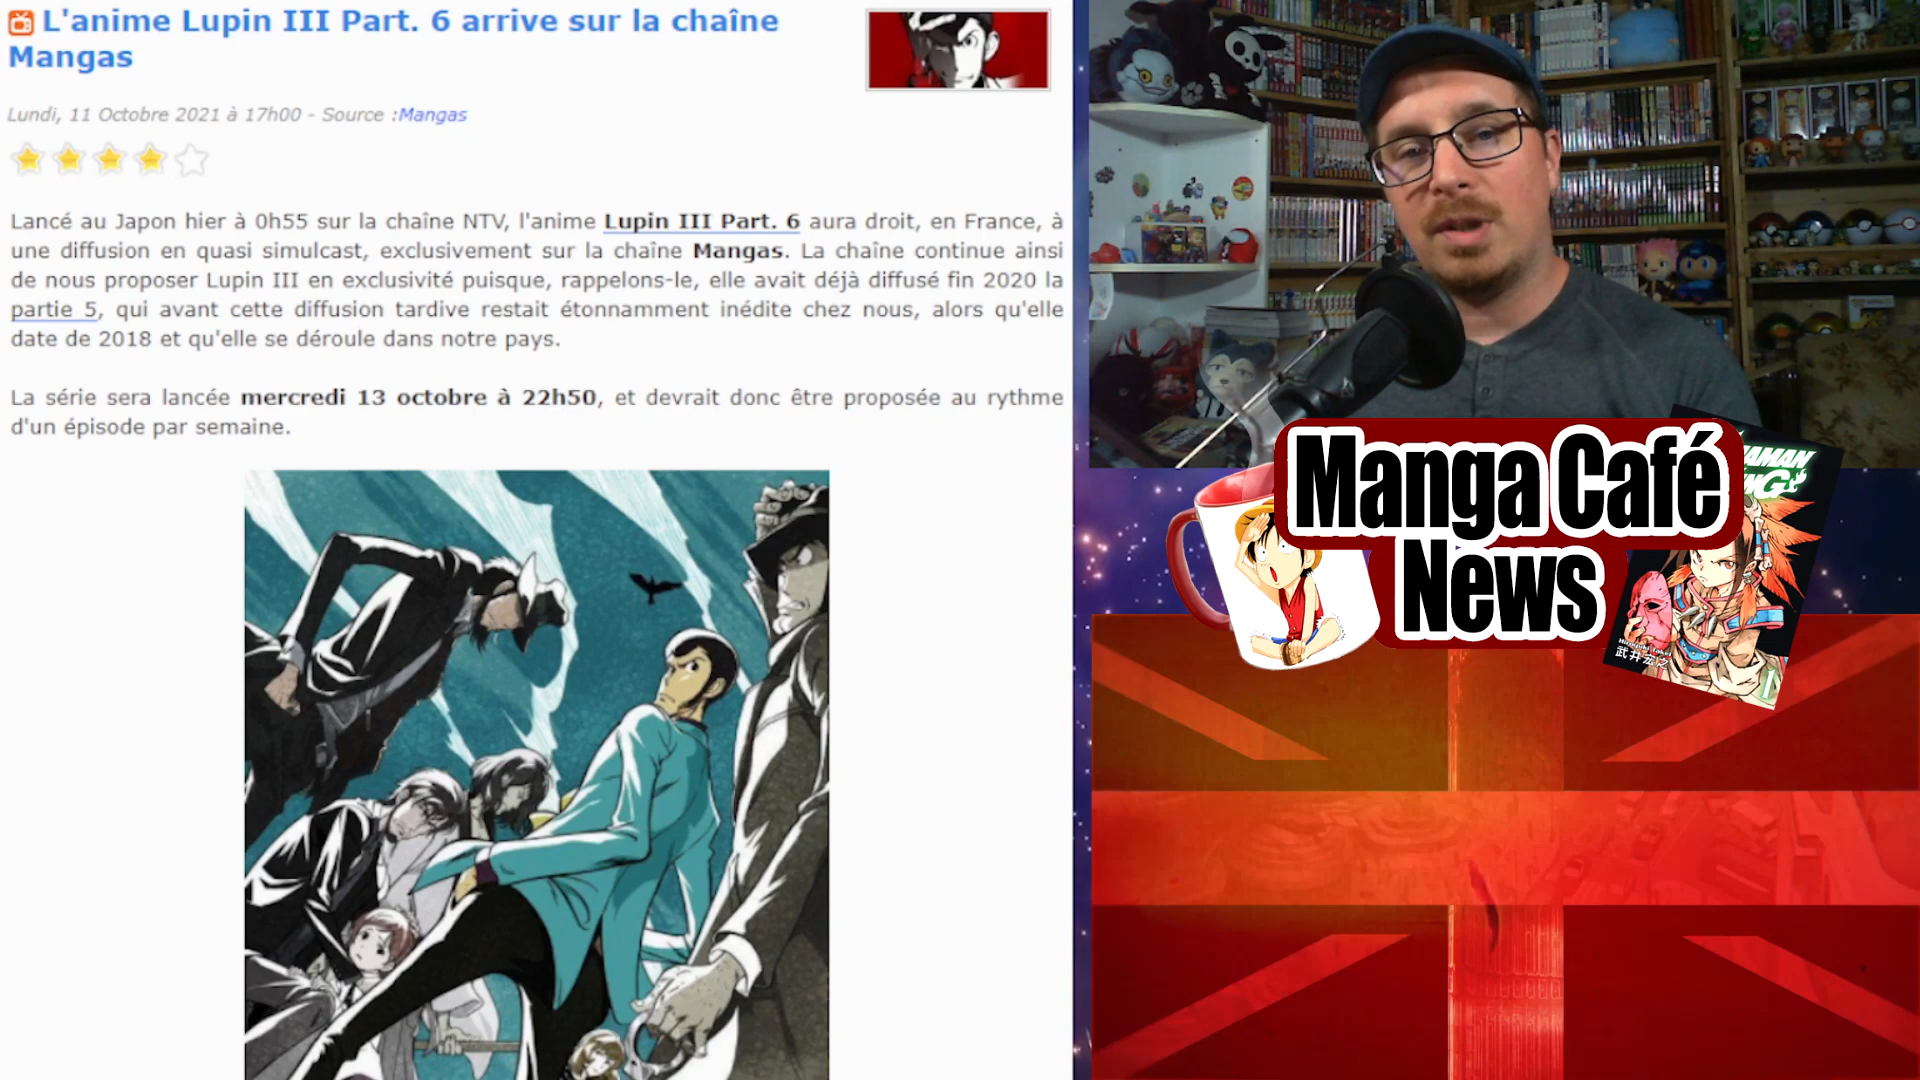 L'anime Lupin III Part. 6 arrive sur la chaîne
Mangas
Lundi, 11 Octobre 2021 à 17h00 - Source :Mangas
Lancé au Japon hier à 0h55 sur la chaîne NTV, l'anime Lupin III Part. 6 aura droit, en France, à
une diffusion en quasi simulcast, exclusivement sur la chaîne Mangas. La chaîne continue ainsi
de nous proposer Lupin III en exclusivité puisque, rappelons-le, elle avait déjà diffusé fin 2020 la
partie 5, qui avant cette diffusion tardive restait étonnamment inédite chez nous, alors qu'elle
date de 2018 et qu'elle se déroule dans notre pays.
La série sera lancée mercredi 13 octobre à 22h50, et devrait donc être proposée au rythme
d'un épisode par semaine.
Manga Café
News
武井宏之
1